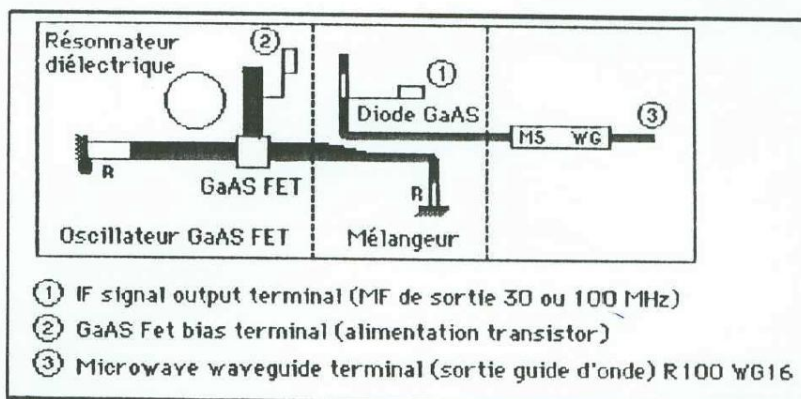 Résonnateur
diélectrique
②
①
Diode GaAS
③
MS WG
R
GaAS FET
R
Oscillateur GaAS FET
Mélangeur
① IF signal output terminal (MF de sortie 30 ou 100 MHz)
② GaAS Fet bias terminal (alimentation transistor)
③ Microwave waveguide terminal (sortie guide d'onde) R100 WG16